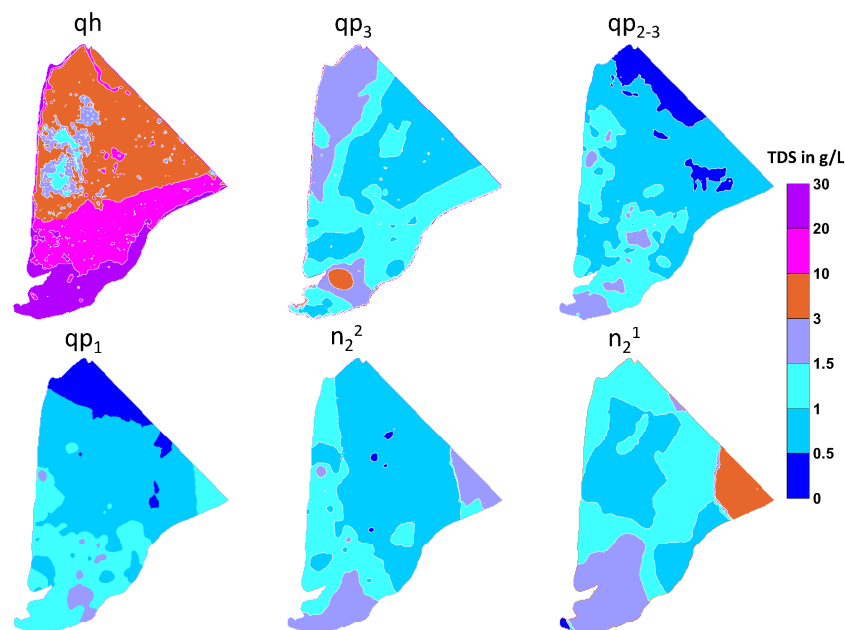 qh
qp₃
qp₂₋₃
TDS in g/L
30
20
10
3
1.5
1
0.5
0
qp₁
n₂²
n₂¹